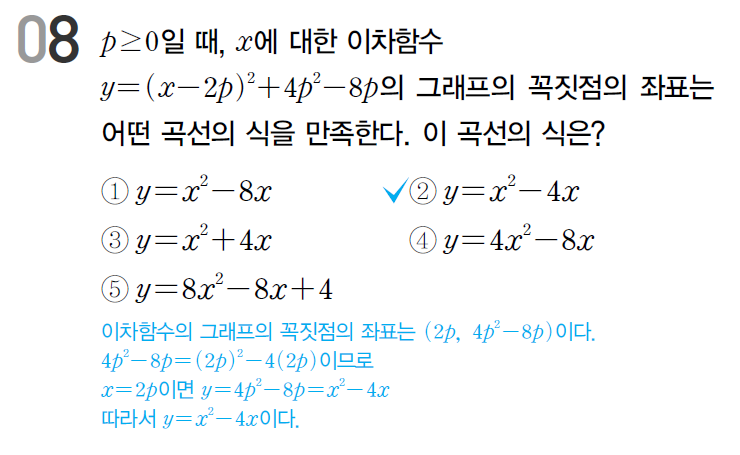 08 p≥0일 때, x에 대한 이차함수
y=(x-2p)²+4p²-8p의 그래프의 꼭짓점의 좌표는
어떤 곡선의 식을 만족한다. 이 곡선의 식은?
① y=x²-8x ✓② y=x²-4x
③ y=x²+4x ④ y=4x²-8x
⑤ y=8x²-8x+4
이차함수의 그래프의 꼭짓점의 좌표는 (2p, 4p²-8p)이다.
4p²-8p=(2p)²-4(2p)이므로
x=2p이면 y=4p²-8p=x²-4x
따라서 y=x²-4x이다.